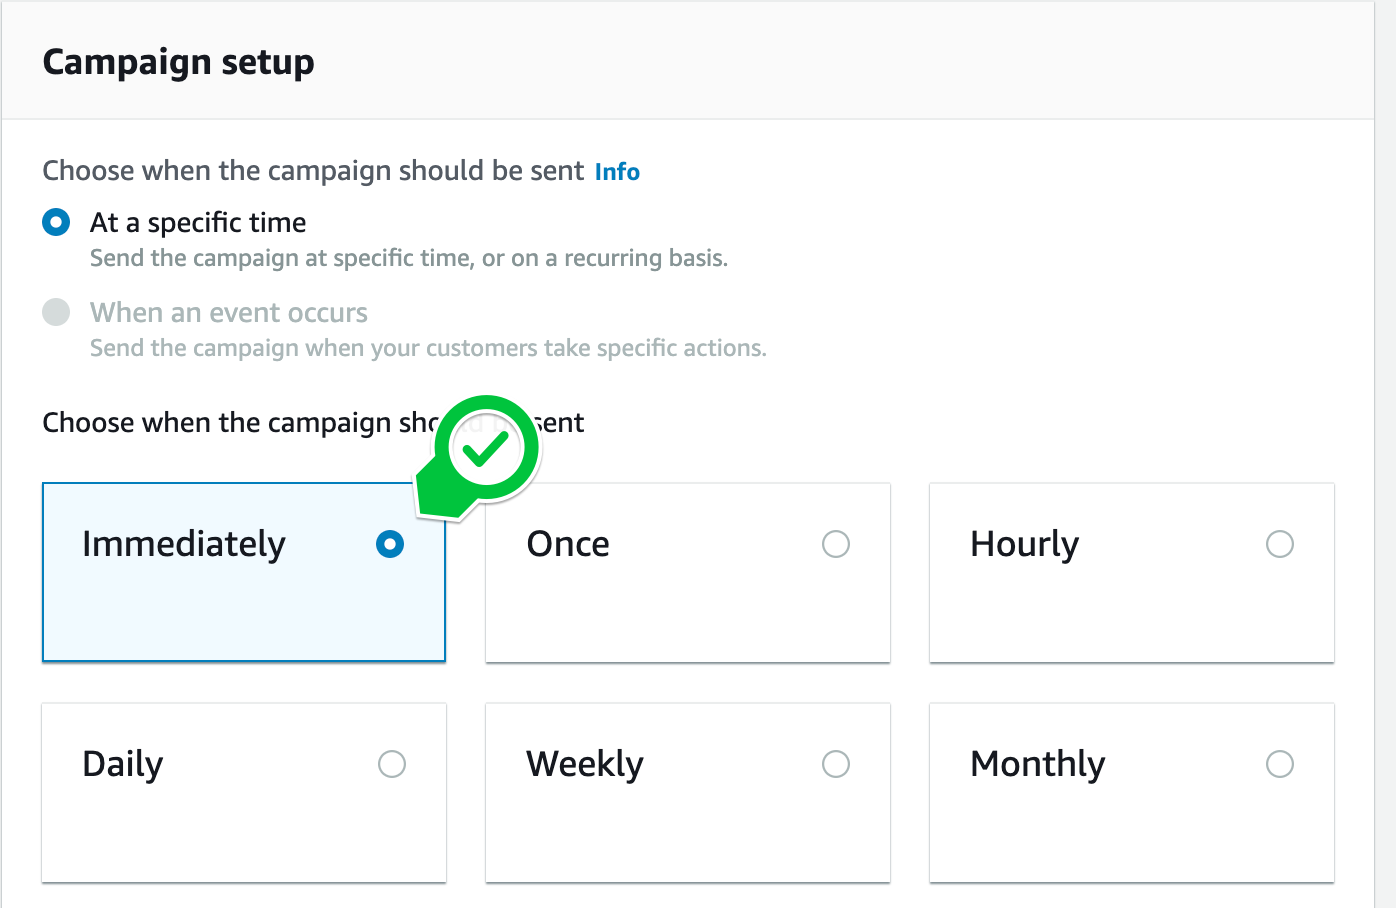 Campaign setup
Choose when the campaign should be sent Info
At a specific time
Send the campaign at specific time, or on a recurring basis.
When an event occurs
Send the campaign when your customers take specific actions.
Choose when the campaign sent
Immediately
Once
Hourly
Daily
Weekly
Monthly